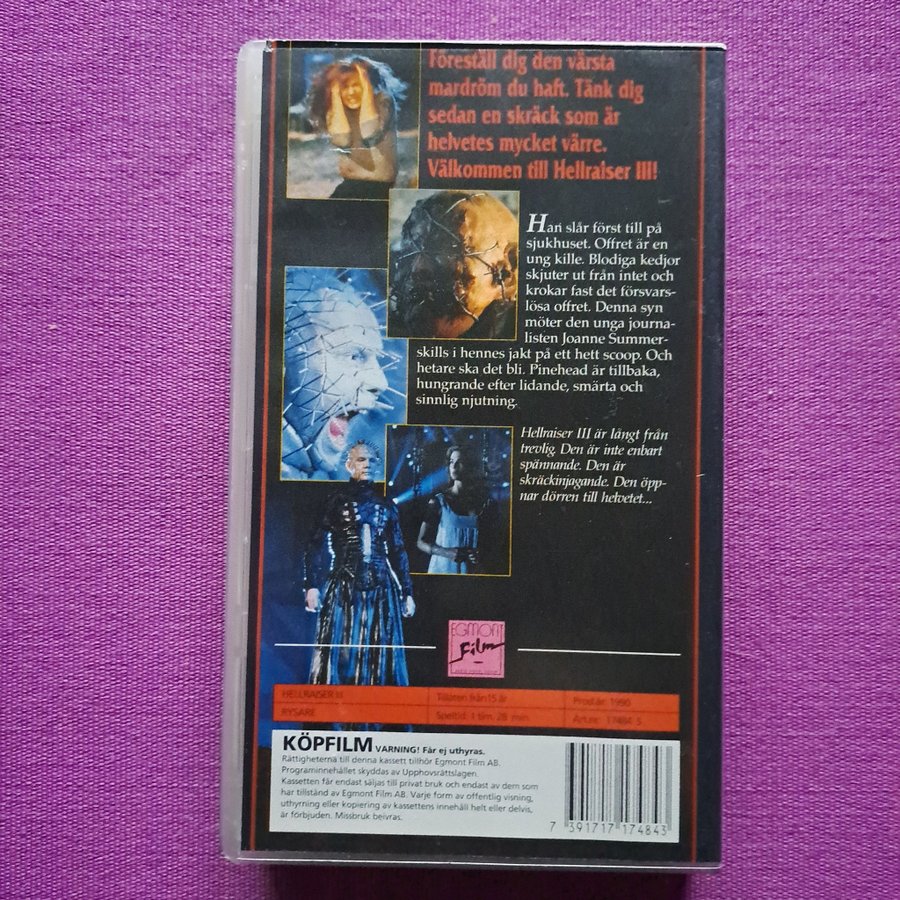 Föreställ dig den värsta
mardröm du haft. Tänk dig
sedan en skräck som är
helvetes mycket värre.
Välkommen till Hellraiser III!
Han slår först till på
sjukhuset. Offret är en
ung kille. Blodiga kedjor
skjuter ut från intet och
krokar fast det försvars-
lösa offret. Denna syn
möter den unga journa-
listen Joanne Summer-
skills i hennes jakt på ett hett scoop. Och
hetare ska det bli. Pinehead är tillbaka,
hungrande efter lidande, smärta och
sinnlig njutning.
Hellraiser III är långt från
trevlig. Den är inte enbart
spännande. Den är
skräckinjagande. Den öpp-
nar dörren till helvetet...
EGMONT
Film
HELLRAISER III Tillåten från 15 år Prod.år: 1990
RYSARE Speltid: 1 tim. 28 min Art.nr: 17484 5
KÖPFILM VARNING! Får ej uthyras.
Rättigheterna till denna kassett tillhör Egmont Film AB.
Programinnehållet skyddas av Upphovsrättslagen.
Kassetten får endast säljas till privat bruk och endast av dem som
har tillstånd av Egmont Film AB. Varje form av offentlig visning,
uthyrning eller kopiering av kassettens innehåll helt eller delvis,
är förbjuden. Missbruk beivras.
7 391717 174843